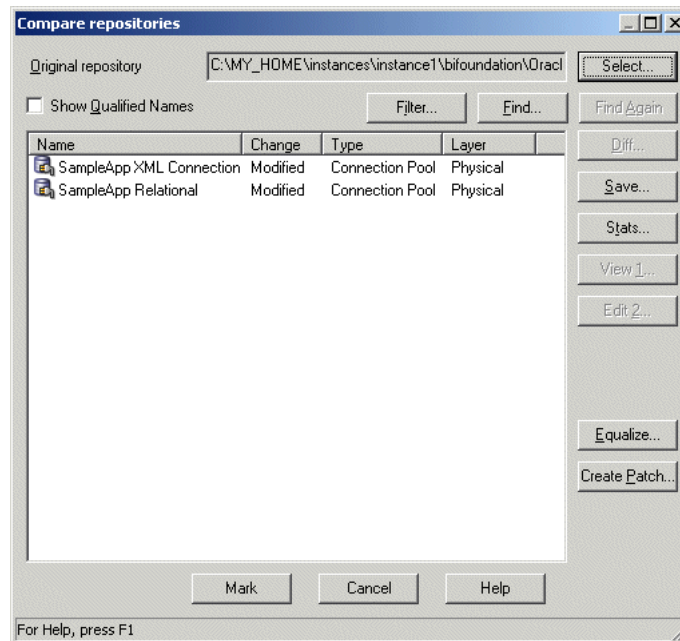 Compare repositories
Original repository C:\MY_HOME\instances\instance1\bifoundation\Oracl Select...
Show Qualified Names Filter... Find... Find Again
Name Change Type Layer Diff...
SampleApp XML Connection Modified Connection Pool Physical
SampleApp Relational Modified Connection Pool Physical Save...
Stats...
View 1...
Edit 2...
Equalize...
Create Patch...
Mark Cancel Help
For Help, press F1